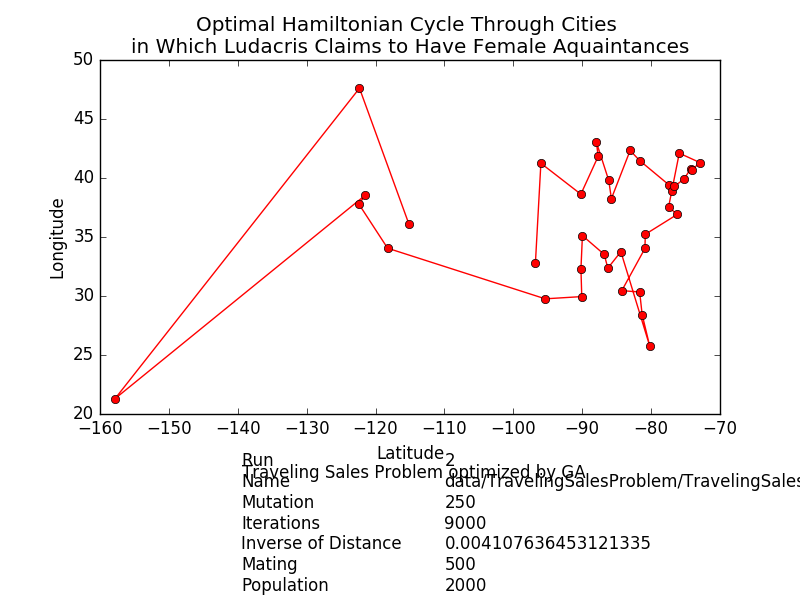 Optimal Hamiltonian Cycle Through Cities
in Which Ludacris Claims to Have Female Aquaintances
50
45
40
35
30
25
20
Longitude
−160 −150 −140 −130 −120 −110 −100 −90 −80 −70
Latitude
Run 2
Traveling Sales Problem optimized by GA
Name data/TravelingSalesProblem/TravelingSales
Mutation 250
Iterations 9000
Inverse of Distance 0.004107636453121335
Mating 500
Population 2000